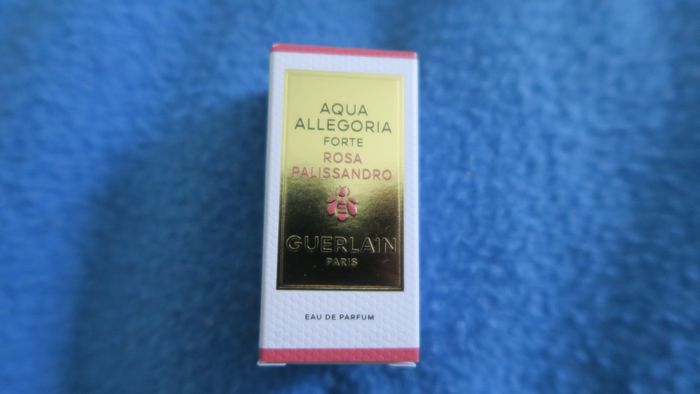 AQUA
ALLEGORIA
FORTE
ROSA
PALISSANDRO
GUERLAIN
PARIS
EAU DE PARFUM